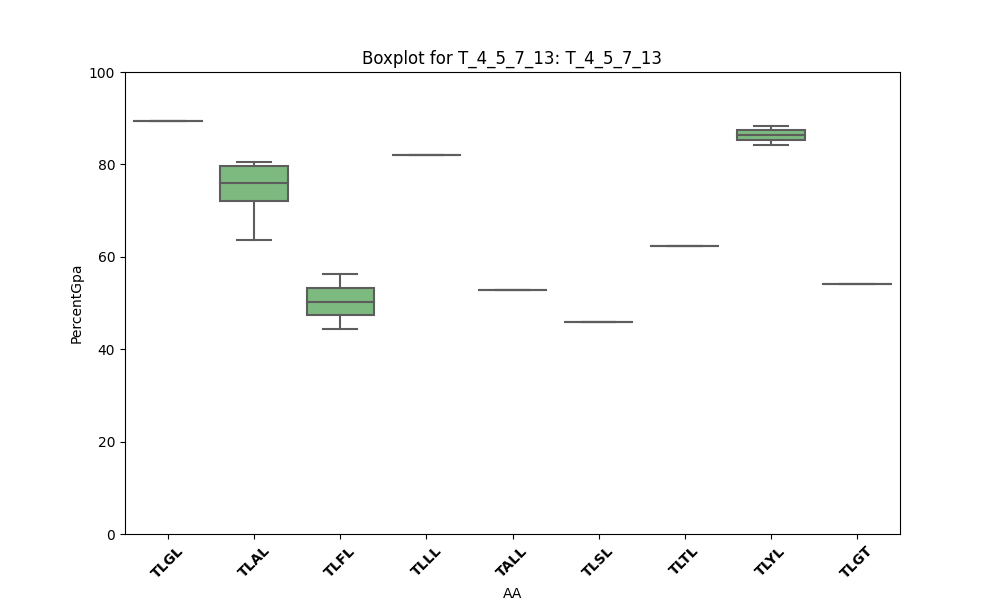 Boxplot for T_4_5_7_13: T_4_5_7_13
PercentGpa
100
80
60
40
20
0
TLGL
TLAL
TLFL
TLLL
TALL
TLSL
TLTL
TLYL
TLGT
AA